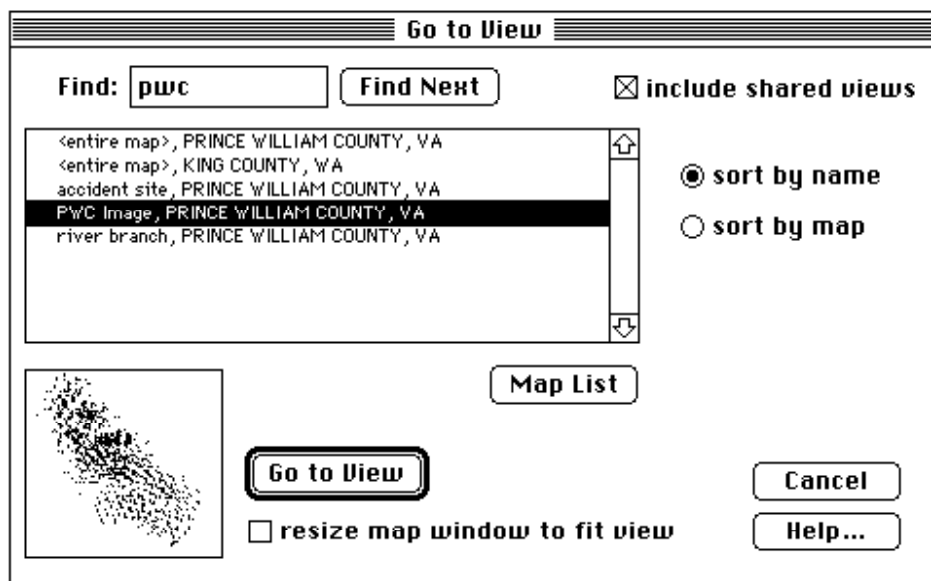 Go to View
Find: pwc Find Next
include shared views
<entire map>, PRINCE WILLIAM COUNTY, VA
<entire map>, KING COUNTY, WA
accident site, PRINCE WILLIAM COUNTY, VA
PWC Image, PRINCE WILLIAM COUNTY, VA
river branch, PRINCE WILLIAM COUNTY, VA
sort by name
sort by map
Map List
Go to View
resize map window to fit view
Cancel
Help...